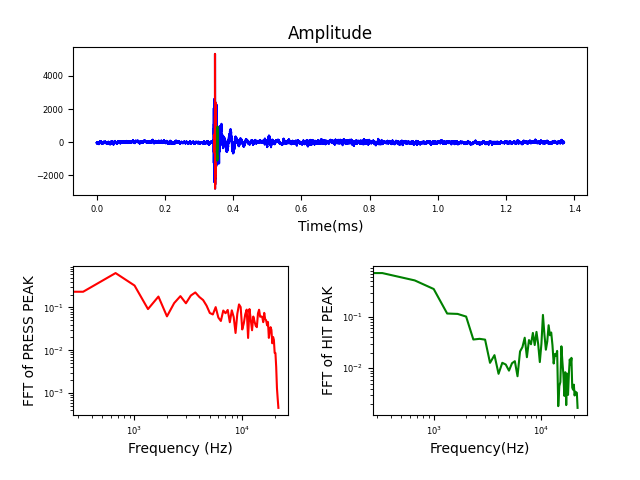 Amplitude
4000
2000
0
−2000
0.0 0.2 0.4 0.6 0.8 1.0 1.2 1.4
Time(ms)
FFT of PRESS PEAK
10⁻¹
10⁻²
10⁻³
10³ 10⁴
Frequency (Hz)
FFT of HIT PEAK
10⁻¹
10⁻²
10³ 10⁴
Frequency(Hz)